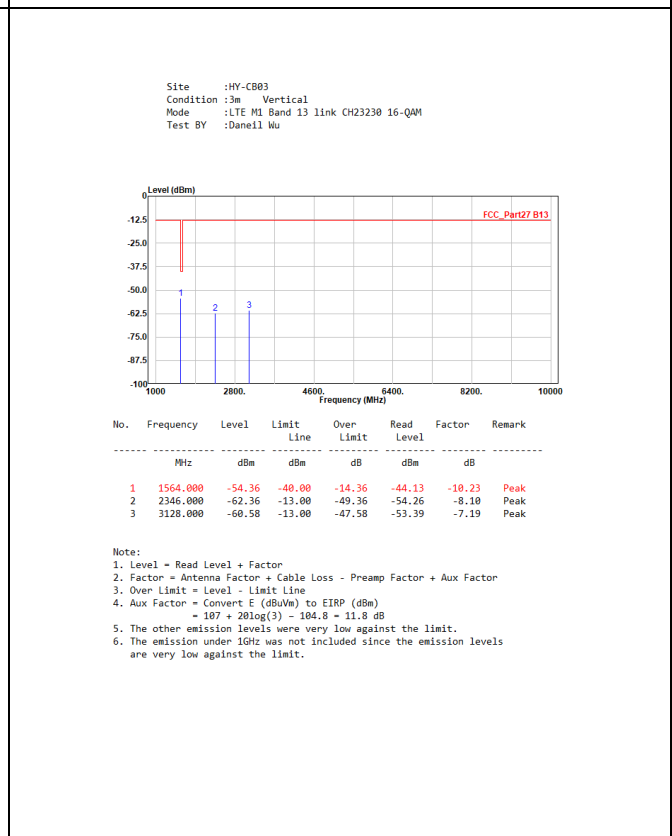 Site      :HY-CB03
Condition :3m    Vertical
Mode      :LTE M1 Band 13 link CH23230 16-QAM
Test BY   :Daneil Wu
Level (dBm)
0
FCC_Part27 B13
-12.5
-25.0
-37.5
-50.0
1
2
3
-62.5
-75.0
-87.5
-100
1000 2800. 4600. 6400. 8200. 10000
Frequency (MHz)
No. Frequency Level Limit Over Read Factor Remark
Line Limit Level
------ ----------- ------- -------- -------- --------- -------- ---------
MHz dBm dBm dB dBm dB
1 1564.000 -54.36 -40.00 -14.36 -44.13 -10.23 Peak
2 2346.000 -62.36 -13.00 -49.36 -54.26 -8.10 Peak
3 3128.000 -60.58 -13.00 -47.58 -53.39 -7.19 Peak
Note:
1. Level = Read Level + Factor
2. Factor = Antenna Factor + Cable Loss - Preamp Factor + Aux Factor
3. Over Limit = Level - Limit Line
4. Aux Factor = Convert E (dBuVm) to EIRP (dBm)
= 107 + 20log(3) – 104.8 = 11.8 dB
5. The other emission levels were very low against the limit.
6. The emission under 1GHz was not included since the emission levels
are very low against the limit.